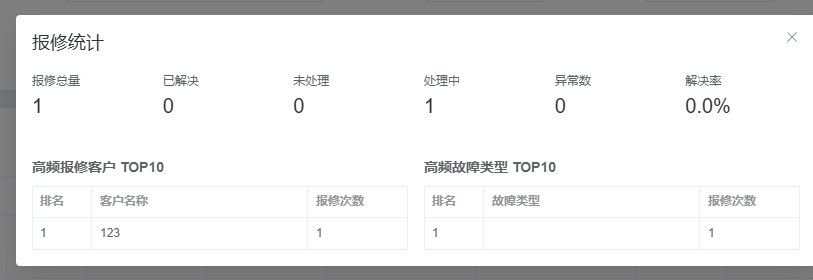 报修统计
报修总量 已解决 未处理 处理中 异常数 解决率
1 0 0 1 0 0.0%
高频报修客户 TOP10 高频故障类型 TOP10
排名 客户名称 报修次数 排名 故障类型 报修次数
1 123 1 1 1